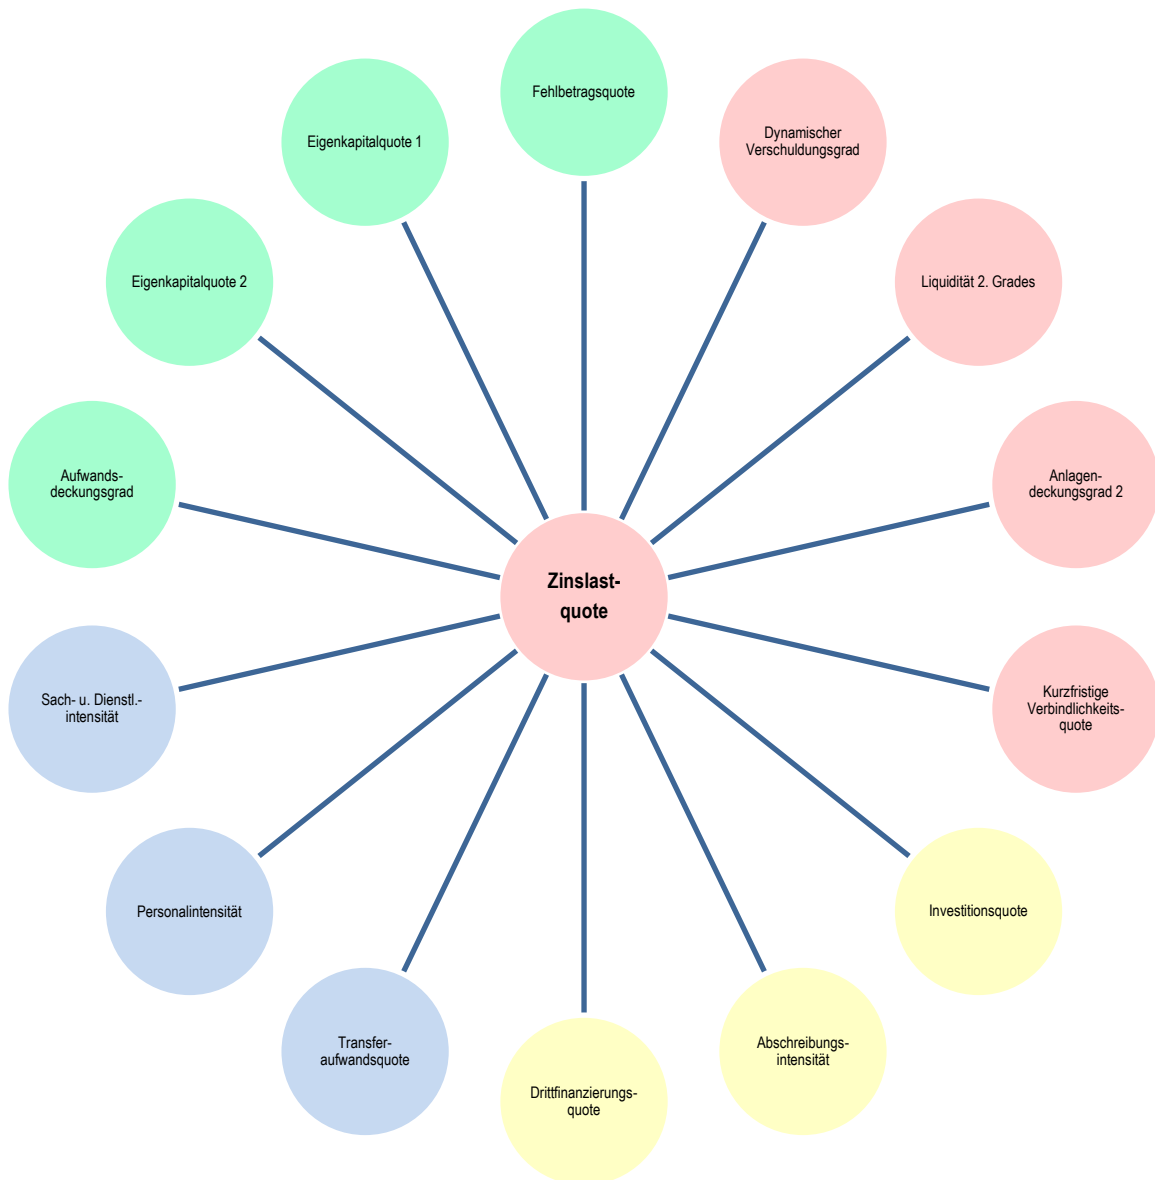 Fehlbetragsquote
Dynamischer
Verschuldungsgrad
Eigenkapitalquote 1
Liquidität 2. Grades
Eigenkapitalquote 2
Anlagen-
deckungsgrad 2
Aufwands-
deckungsgrad
Zinslast-
quote
Kurzfristige
Verbindlichkeits-
quote
Sach- u. Dienstl.-
intensität
Investitionsquote
Personalintensität
Abschreibungs-
intensität
Transfer-
aufwandsquote
Drittfinanzierungs-
quote